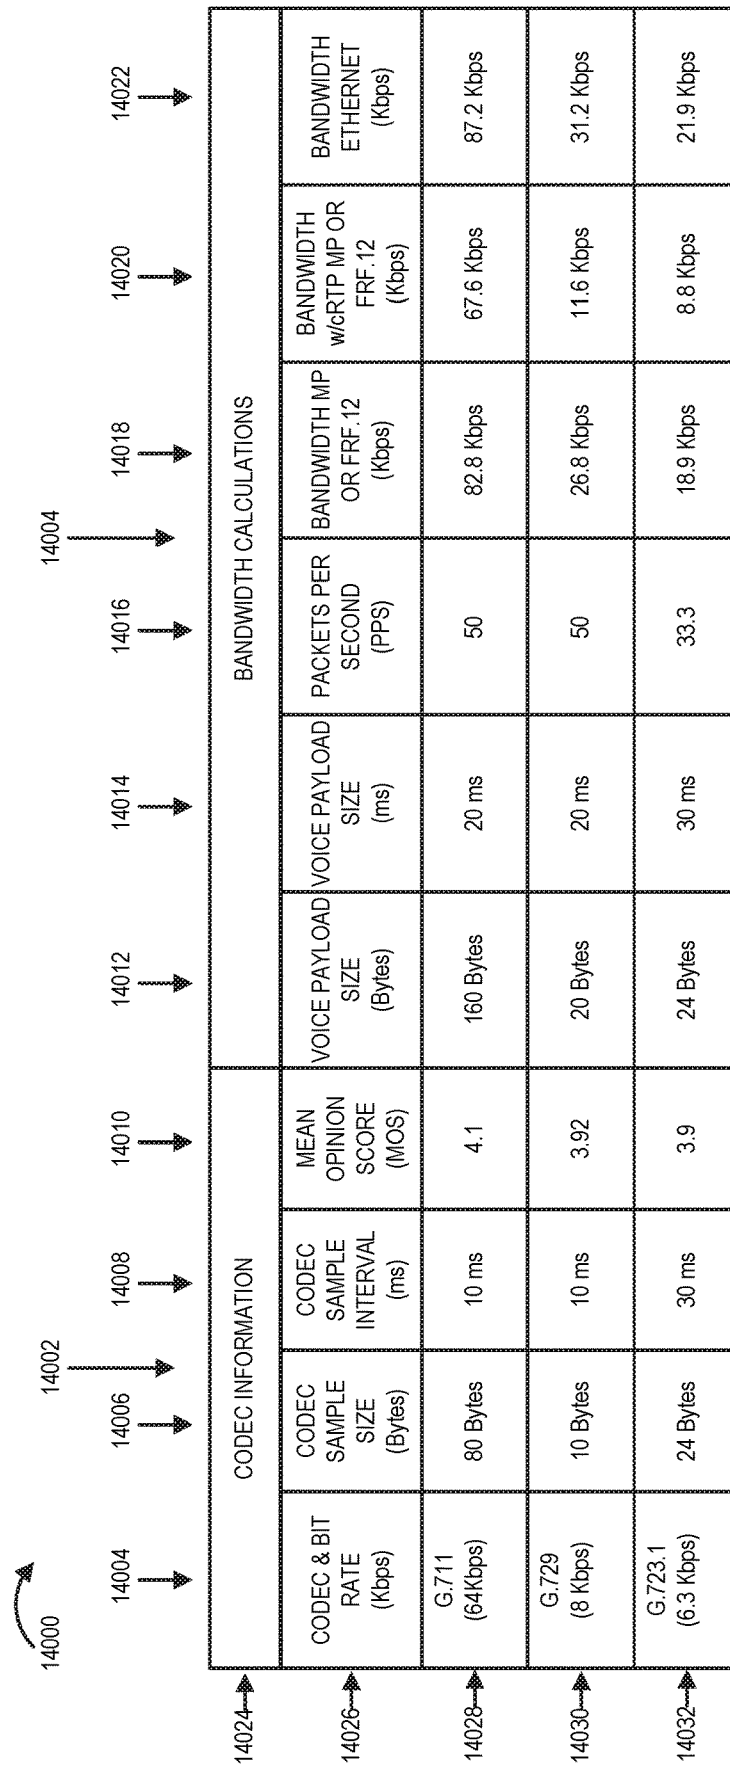 14000
14002
14004
14004
14006
14008
14010
14012
14014
14016
14018
14020
14022
14024
CODEC INFORMATION
BANDWIDTH CALCULATIONS
14026
CODEC & BIT
RATE
(Kbps)
CODEC
SAMPLE
SIZE
(Bytes)
CODEC
SAMPLE
INTERVAL
(ms)
MEAN
OPINION
SCORE
(MOS)
VOICE PAYLOAD
SIZE
(Bytes)
VOICE PAYLOAD
SIZE
(ms)
PACKETS PER
SECOND
(PPS)
BANDWIDTH MP
OR FRF.12
(Kbps)
BANDWIDTH
w/cRTP MP OR
FRF.12
(Kbps)
BANDWIDTH
ETHERNET
(Kbps)
14028
G.711
(64Kbps)
80 Bytes
10 ms
4.1
160 Bytes
20 ms
50
82.8 Kbps
67.6 Kbps
87.2 Kbps
14030
G.729
(8 Kbps)
10 Bytes
10 ms
3.92
20 Bytes
20 ms
50
26.8 Kbps
11.6 Kbps
31.2 Kbps
14032
G.723.1
(6.3 Kbps)
24 Bytes
30 ms
3.9
24 Bytes
30 ms
33.3
18.9 Kbps
8.8 Kbps
21.9 Kbps